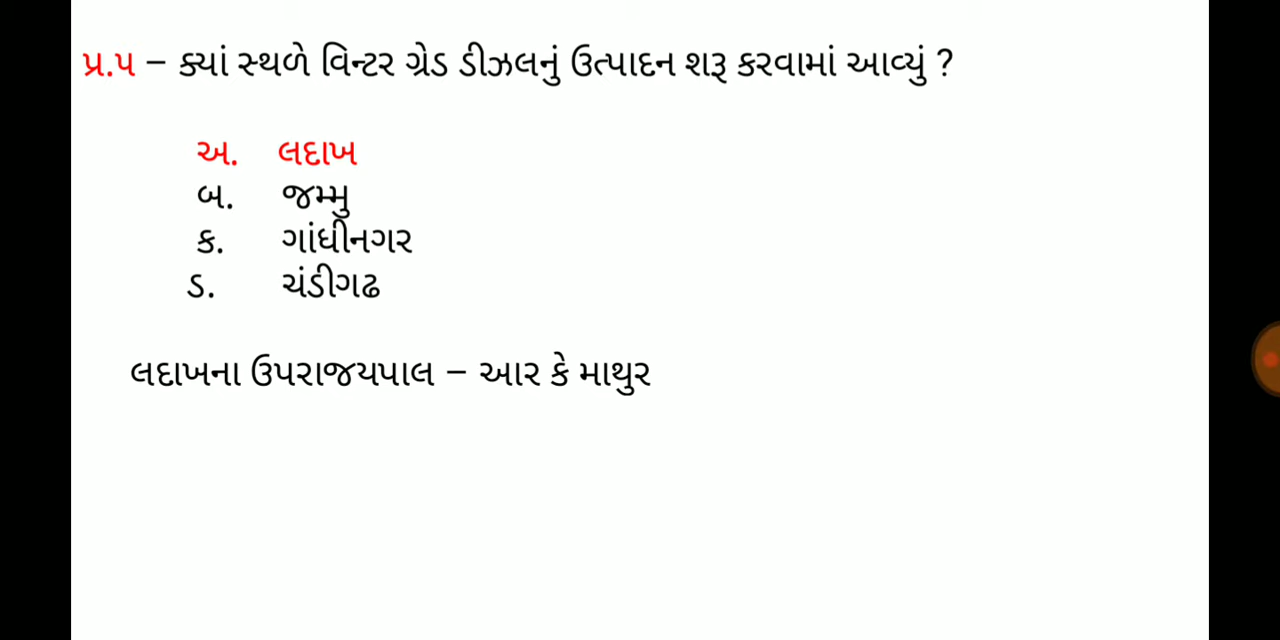 પ્ર.૫ – ક્યાં સ્થળે વિન્ટર ગ્રેડ ડીઝલનું ઉત્પાદન શરૂ કરવામાં આવ્યું ?
અ. લદાખ
બ. જમ્મુ
ક. ગાંધીનગર
ડ. ચંડીગઢ
લદાખના ઉપરાજયપાલ – આર કે માથુર